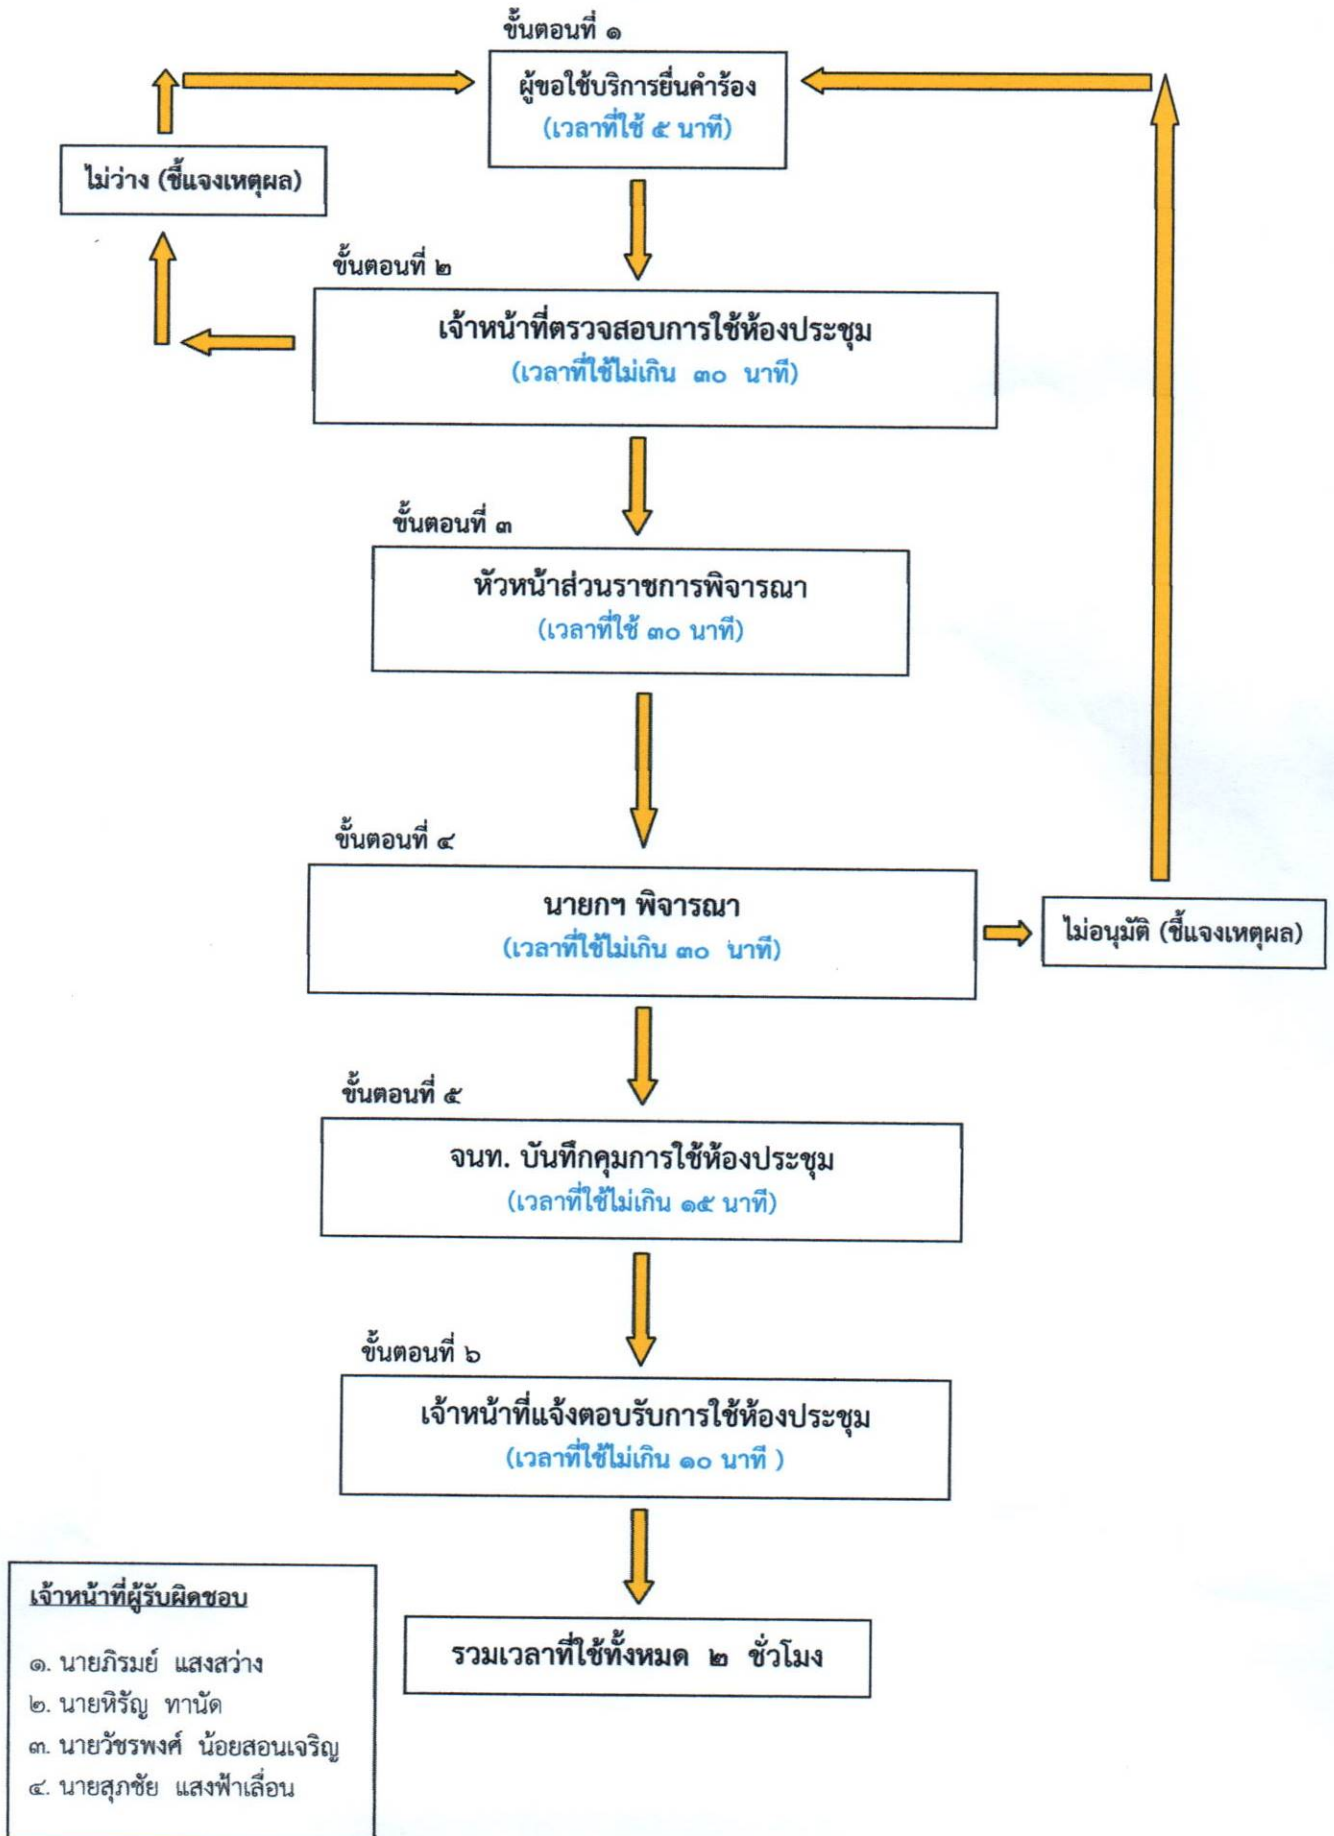 ขั้นตอนที่ ๑
ผู้ขอใช้บริการยื่นคำร้อง
(เวลาที่ใช้ ๕ นาที)
ไม่ว่าง (ชี้แจงเหตุผล)
ขั้นตอนที่ ๒
เจ้าหน้าที่ตรวจสอบการใช้ห้องประชุม
(เวลาที่ใช้ไม่เกิน ๓๐ นาที)
ขั้นตอนที่ ๓
หัวหน้าส่วนราชการพิจารณา
(เวลาที่ใช้ ๓๐ นาที)
ขั้นตอนที่ ๔
นายกฯ พิจารณา
(เวลาที่ใช้ไม่เกิน ๓๐ นาที)
ไม่อนุมัติ (ชี้แจงเหตุผล)
ขั้นตอนที่ ๕
จนท. บันทึกคุมการใช้ห้องประชุม
(เวลาที่ใช้ไม่เกิน ๑๕ นาที)
ขั้นตอนที่ ๖
เจ้าหน้าที่แจ้งตอบรับการใช้ห้องประชุม
(เวลาที่ใช้ไม่เกิน ๑๐ นาที )
รวมเวลาที่ใช้ทั้งหมด ๒ ชั่วโมง
เจ้าหน้าที่ผู้รับผิดชอบ
๑. นายภิรมย์ แสงสว่าง
๒. นายหิรัญ ทานัด
๓. นายวัชรพงศ์ น้อยสอนเจริญ
๔. นายสุภชัย แสงฟ้าเลื่อน